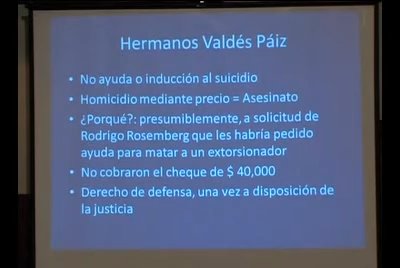 Hermanos Valdés Páiz
• No ayuda o inducción al suicidio
• Homicidio mediante precio = Asesinato
• ¿Porqué?: presumiblemente, a solicitud de
Rodrigo Rosemberg que les habría pedido
ayuda para matar a un extorsionador
• No cobraron el cheque de $ 40,000
• Derecho de defensa, una vez a disposición de
la justicia